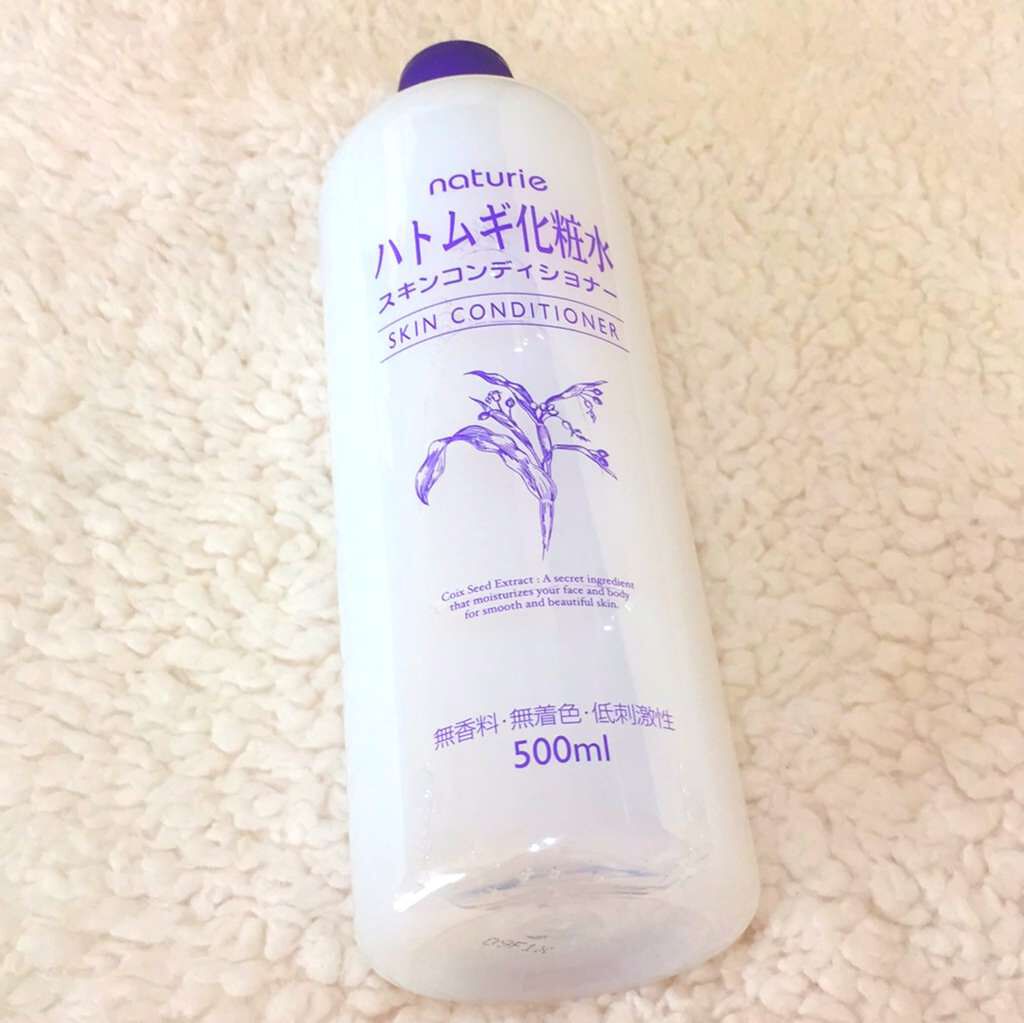 naturie
ハトムギ化粧水
スキンコンディショナー
SKIN CONDITIONER
Coix Seed Extract : A secret ingredient
that moisturizes your face and body
for smooth and beautiful skin.
無香料・無着色・低刺激性
500ml